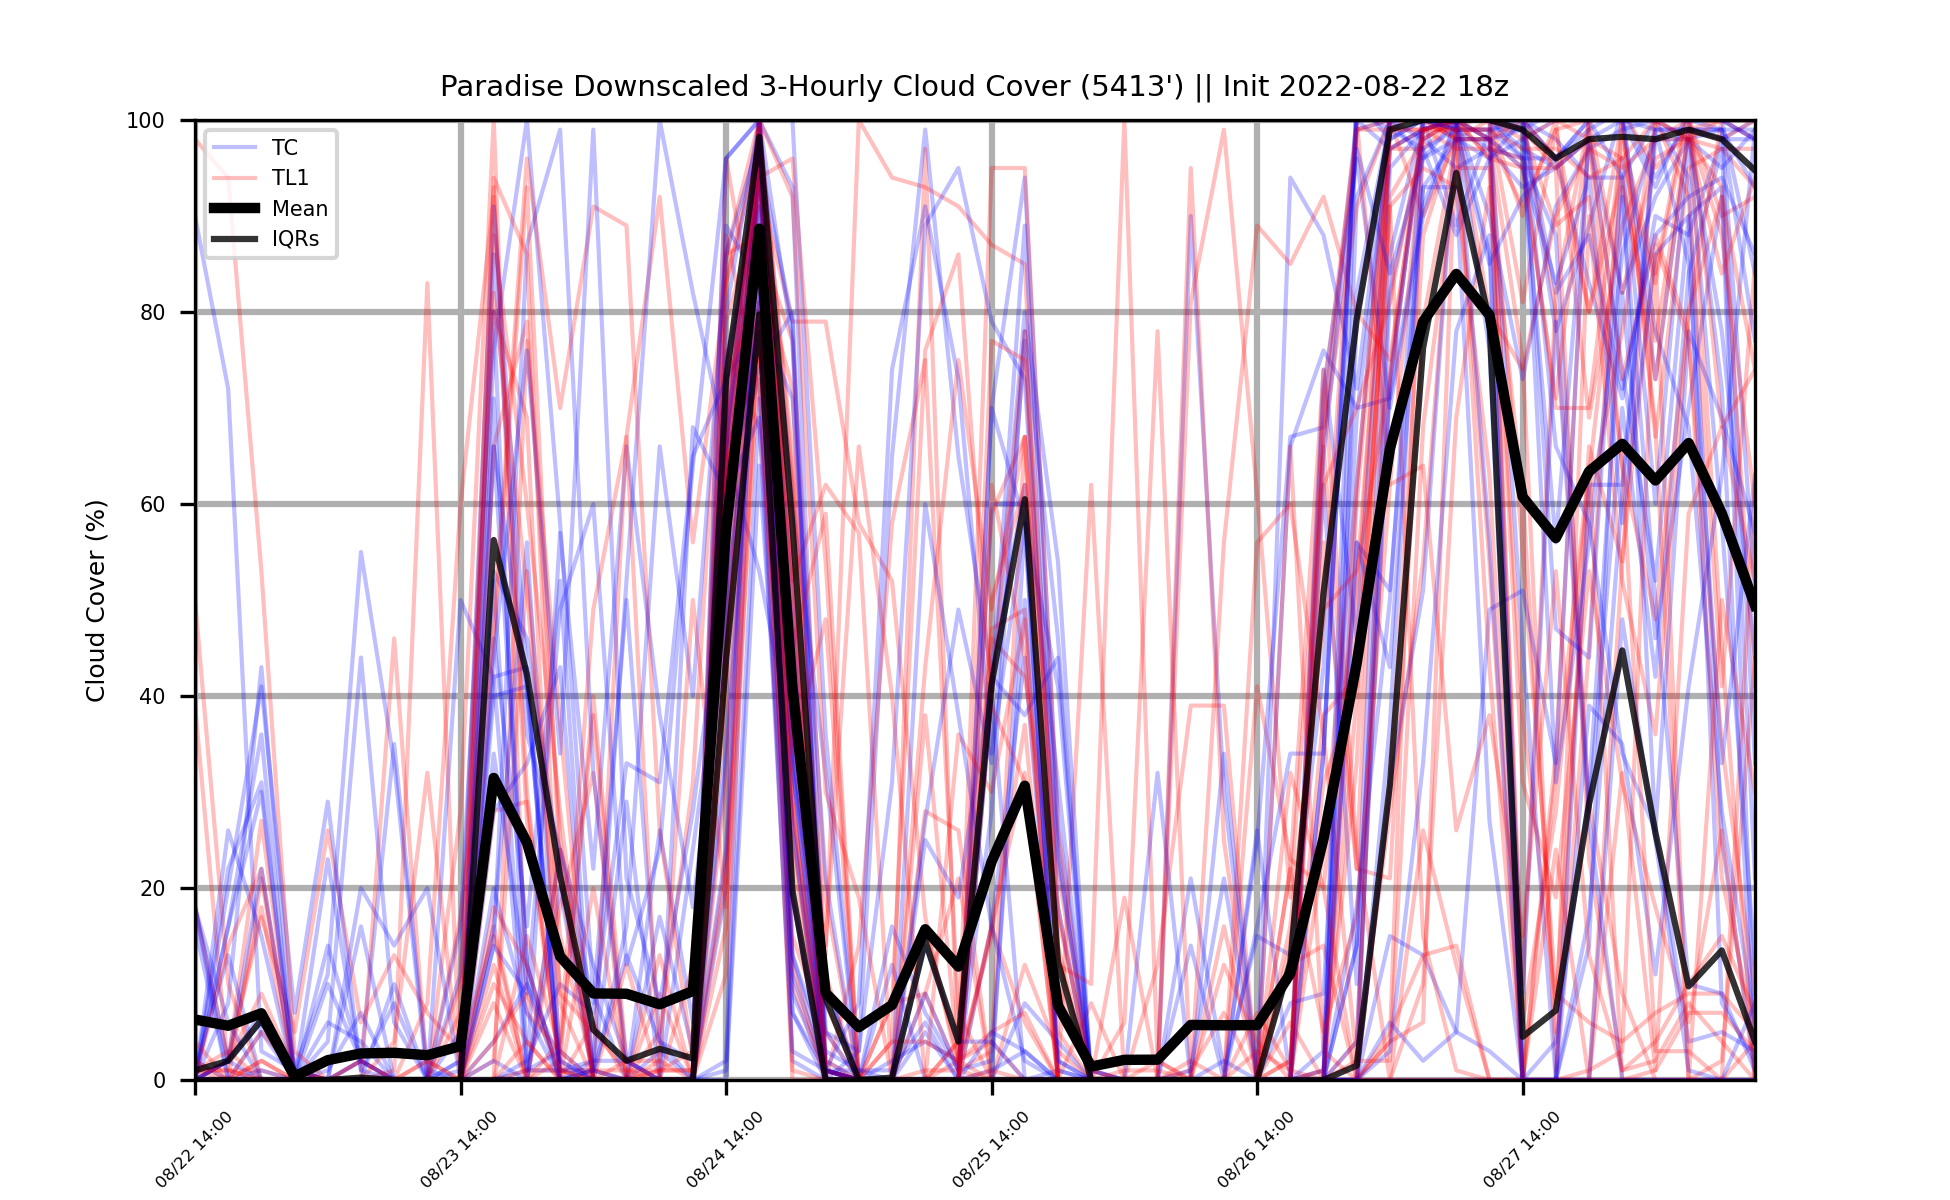 Paradise Downscaled 3-Hourly Cloud Cover (5413') || Init 2022-08-22 18z
TC
TL1
Mean
IQRs
Cloud Cover (%)
100
80
60
40
20
0
08/22 14:00
08/23 14:00
08/24 14:00
08/25 14:00
08/26 14:00
08/27 14:00